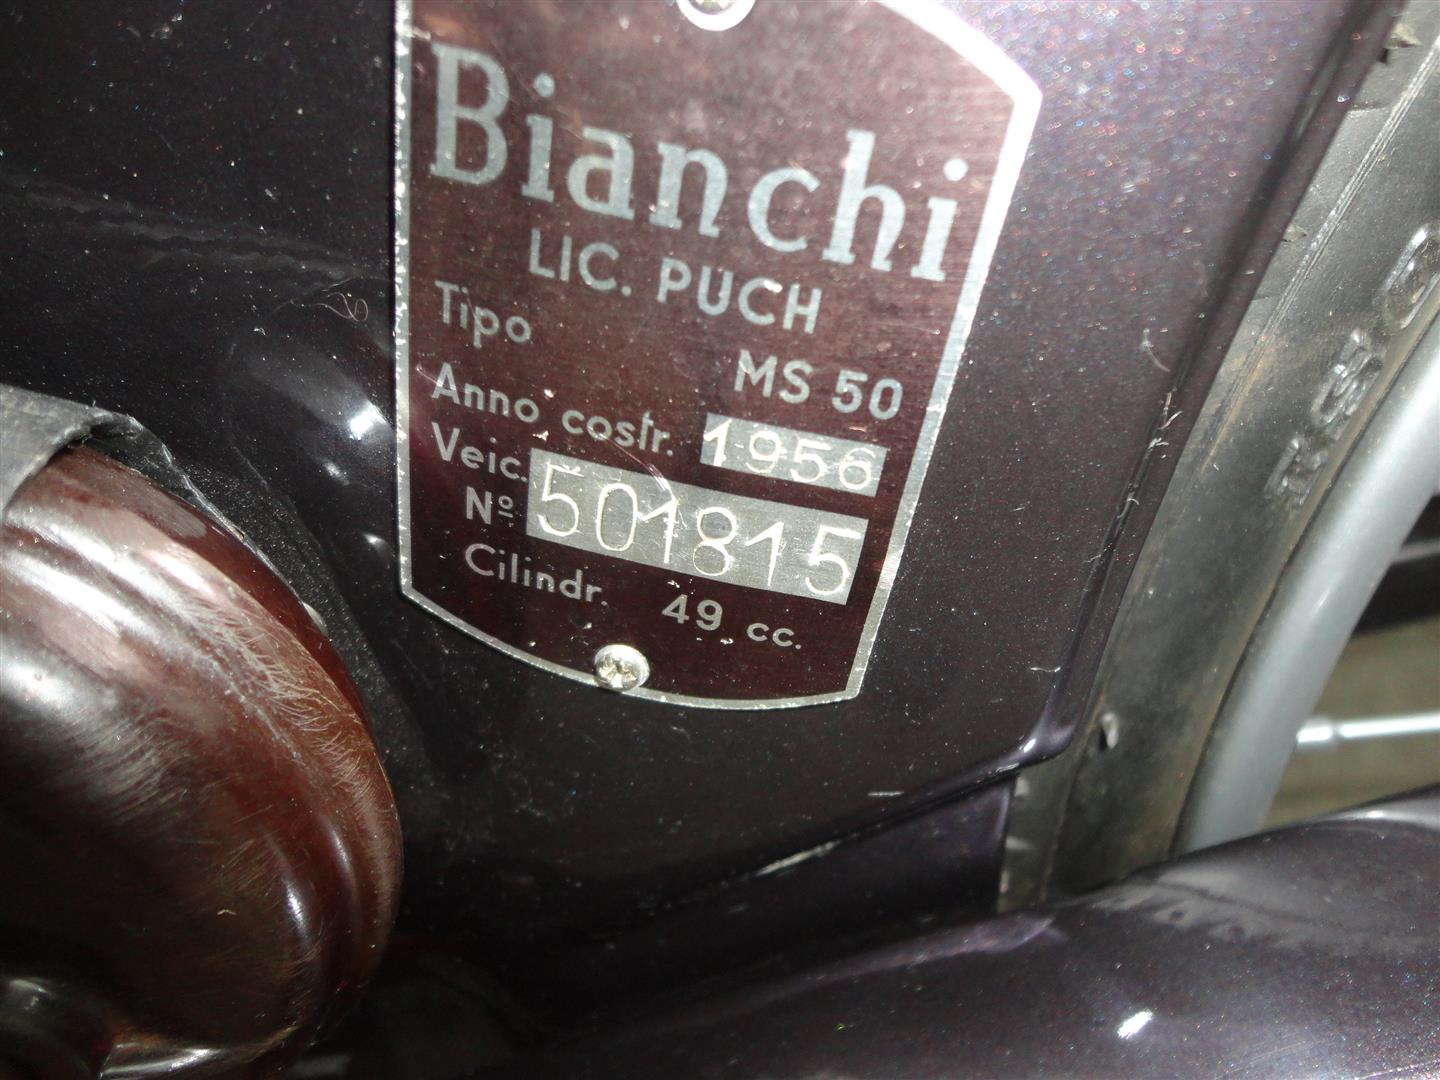 Bianchi
LIC. PUCH
Tipo MS 50
Anno costr. 1956
Veic. Nº 501815
Cilindr. 49 cc.